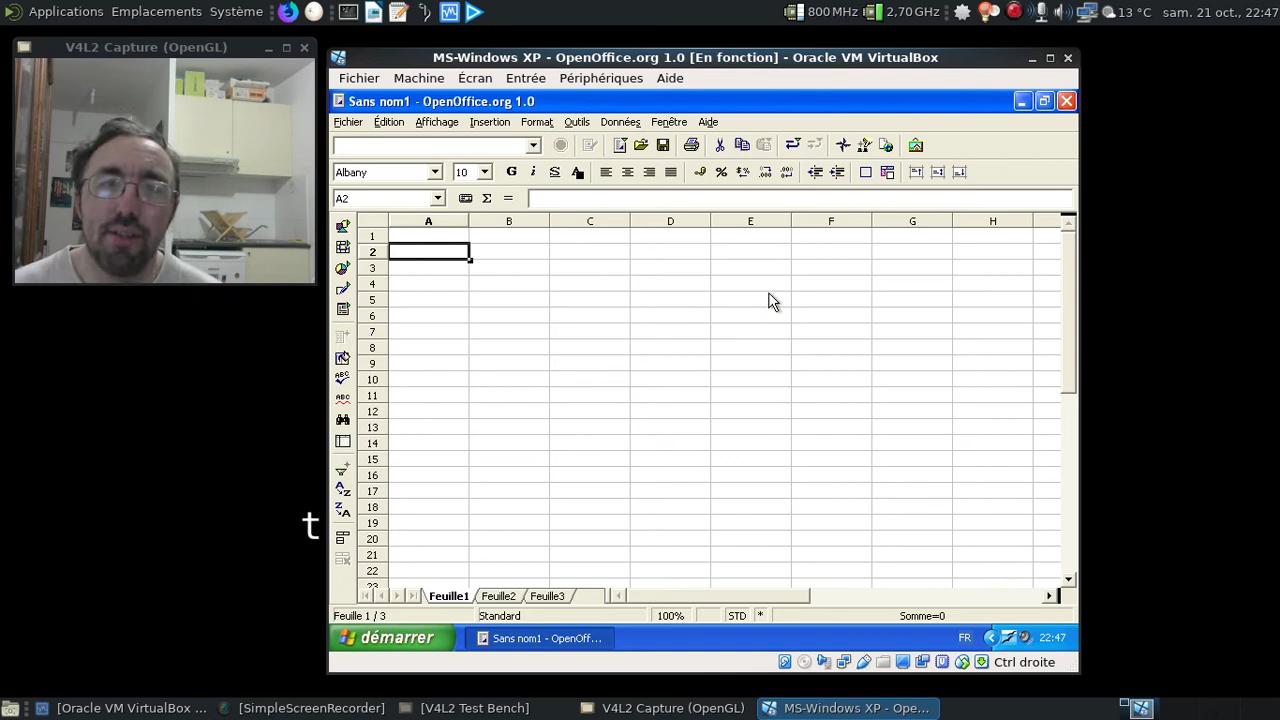 Applications Emplacements Système
800 MHz 2,70 GHz 13 °C sam. 21 oct., 22:47
V4L2 Capture (OpenGL)
MS-Windows XP - OpenOffice.org 1.0 [En fonction] - Oracle VM VirtualBox
Fichier Machine Écran Entrée Périphériques Aide
Sans nom1 - OpenOffice.org 1.0
Fichier Édition Affichage Insertion Format Outils Données Fenêtre Aide
Albany 10 G i S A
A2 Σ =
A B C D E F G H
1
2
3
4
5
6
7
8
9
10
11
12
13
14
15
16
17
18
19
20
21
22
23
t
Feuille1 Feuille2 Feuille3
Feuille 1 / 3 Standard 100% STD * Somme=0
démarrer Sans nom1 - OpenOff... FR 22:47
Ctrl droite
[Oracle VM VirtualBox ... [SimpleScreenRecorder] [V4L2 Test Bench] V4L2 Capture (OpenGL) MS-Windows XP - Ope...